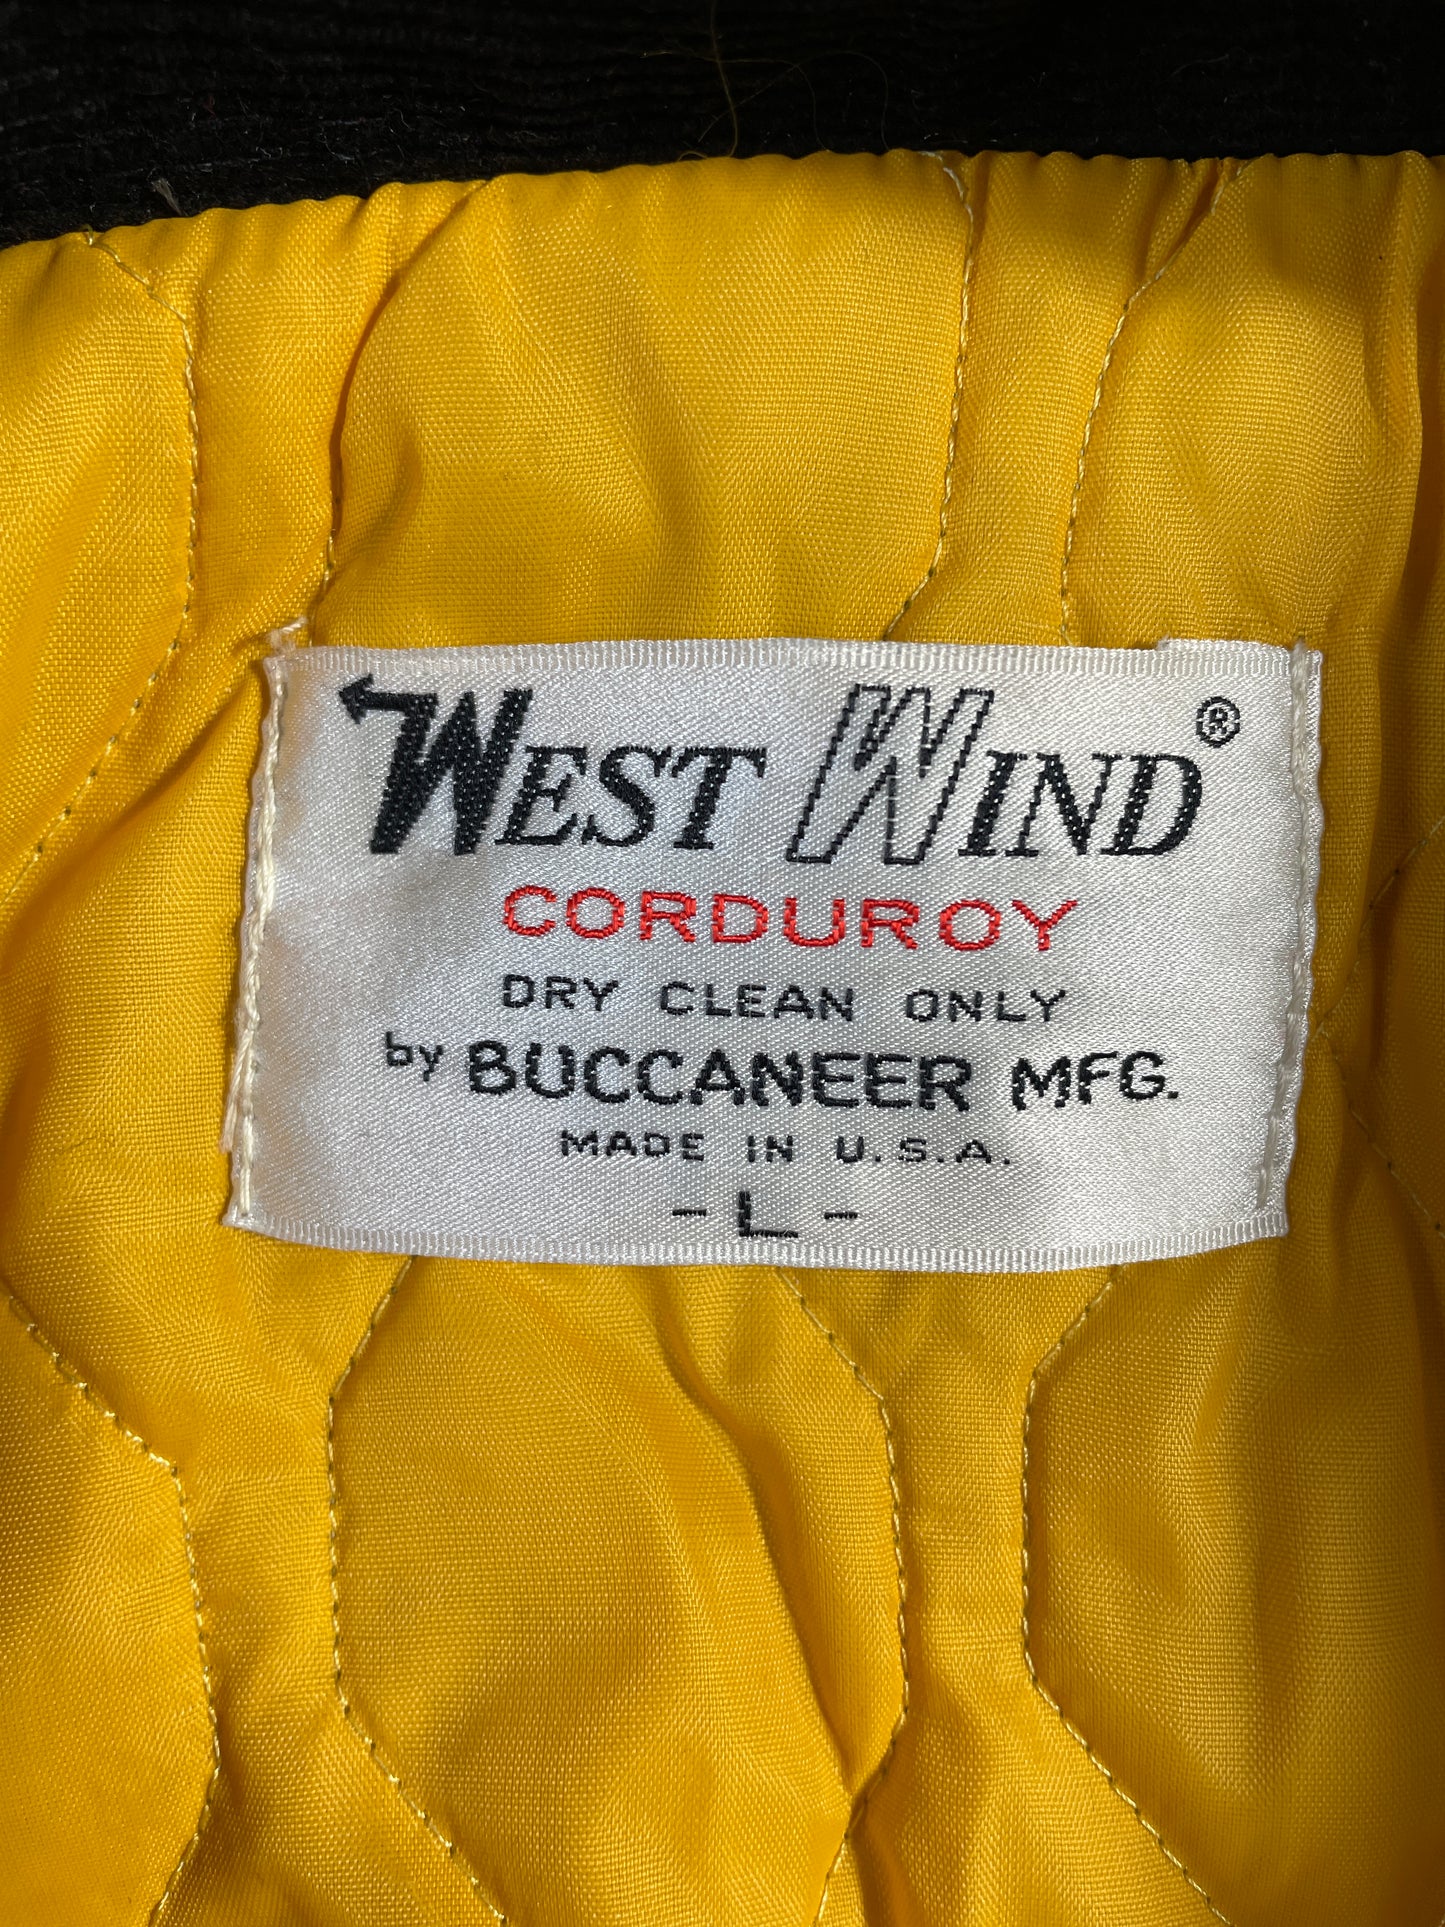 WEST WIND®
CORDUROY
DRY CLEAN ONLY
by BUCCANEER MFG.
MADE IN U.S.A.
- L -